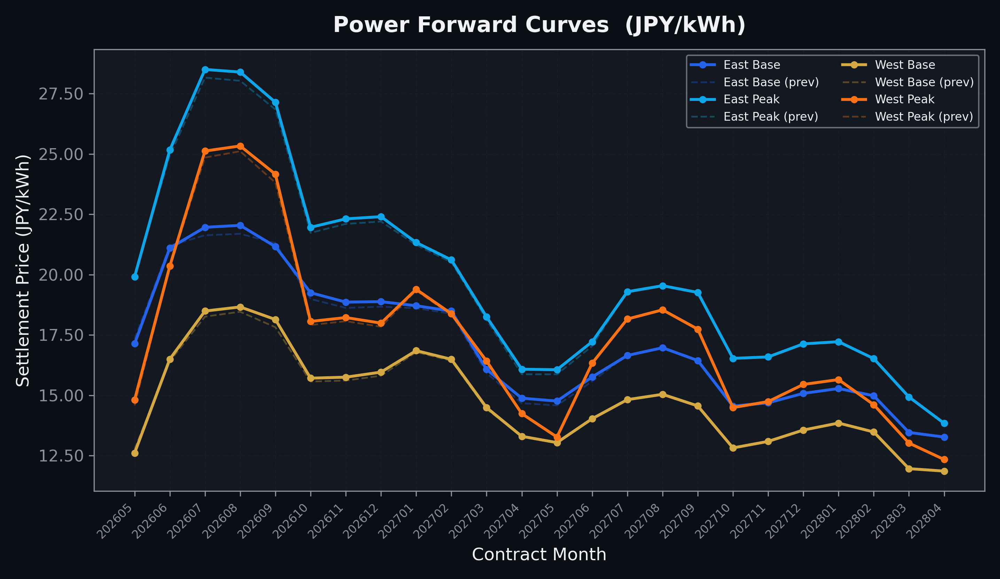 Power Forward Curves  (JPY/kWh)
East Base
East Base (prev)
East Peak
East Peak (prev)
West Base
West Base (prev)
West Peak
West Peak (prev)
Settlement Price (JPY/kWh)
27.50
25.00
22.50
20.00
17.50
15.00
12.50
202605
202606
202607
202608
202609
202610
202611
202612
202701
202702
202703
202704
202705
202706
202707
202708
202709
202710
202711
202712
202801
202802
202803
202804
Contract Month